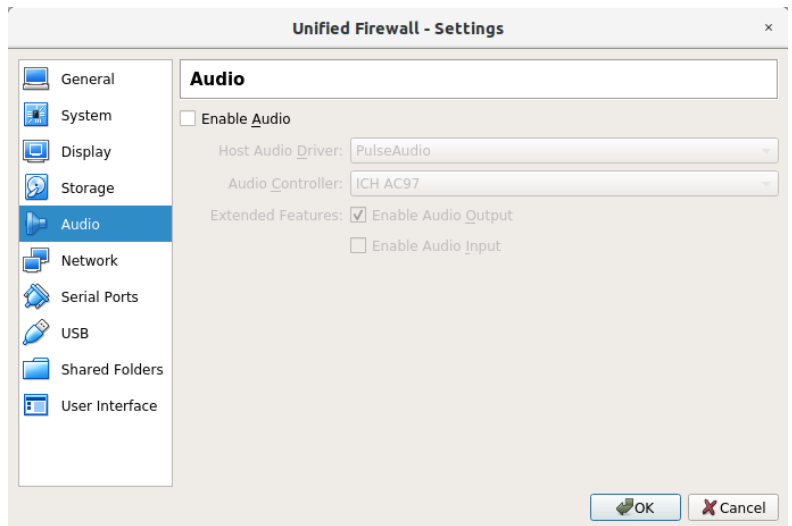 Unified Firewall - Settings
×
General
System
Display
Storage
Audio
Network
Serial Ports
USB
Shared Folders
User Interface
Audio
Enable Audio
Host Audio Driver: PulseAudio
Audio Controller: ICH AC97
Extended Features: Enable Audio Output
Enable Audio Input
OK
Cancel